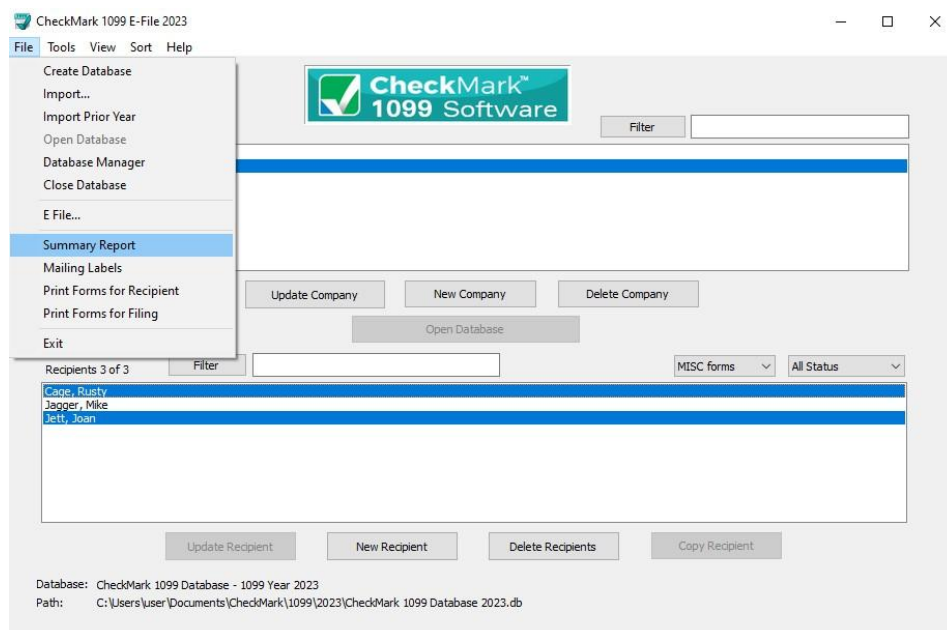 CheckMark 1099 E-File 2023
File Tools View Sort Help
Create Database
Import...
Import Prior Year
Open Database
Database Manager
Close Database
E File...
Summary Report
Mailing Labels
Print Forms for Recipient
Print Forms for Filing
Exit
CheckMark™
1099 Software
Filter
Update Company New Company Delete Company
Open Database
Recipients 3 of 3 Filter MISC forms All Status
Cage, Rusty
Jagger, Mike
Jett, Joan
Update Recipient New Recipient Delete Recipients Copy Recipient
Database: CheckMark 1099 Database - 1099 Year 2023
Path: C:\Users\user\Documents\CheckMark\1099\2023\CheckMark 1099 Database 2023.db